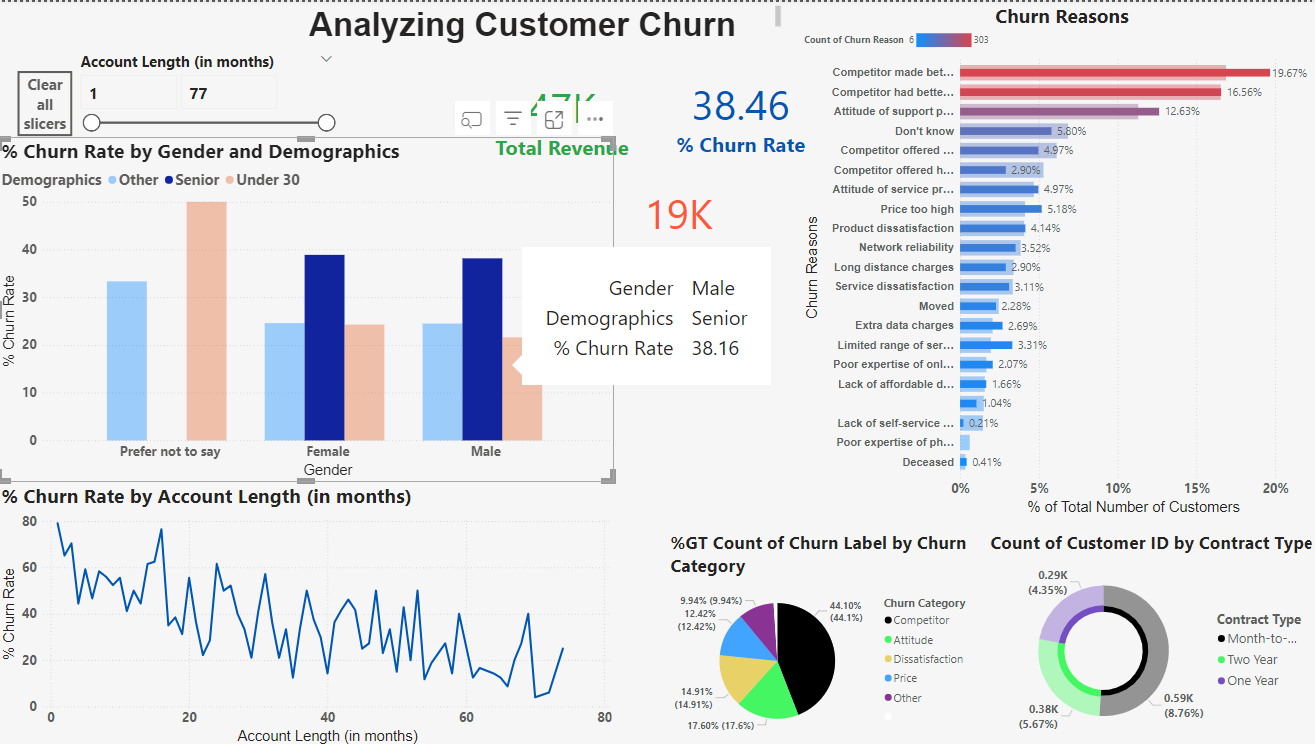 Analyzing Customer Churn
Account Length (in months)
Clear
all
slicers
1
77
47K
Total Revenue
38.46
% Churn Rate
19K
% Churn Rate by Gender and Demographics
Demographics Other Senior Under 30
% Churn Rate
50
40
30
20
10
0
Prefer not to say
Female
Male
Gender
Gender Male
Demographics Senior
% Churn Rate 38.16
% Churn Rate by Account Length (in months)
% Churn Rate
80
60
40
20
0
0
20
40
60
80
Account Length (in months)
Churn Reasons
Count of Churn Reason 6 303
Churn Reasons
Competitor made bet... 19.67%
Competitor had bette... 16.56%
Attitude of support p... 12.63%
Don't know 5.80%
Competitor offered ... 4.97%
Competitor offered h... 2.90%
Attitude of service pr... 4.97%
Price too high 5.18%
Product dissatisfaction 4.14%
Network reliability 3.52%
Long distance charges 2.90%
Service dissatisfaction 3.11%
Moved 2.28%
Extra data charges 2.69%
Limited range of ser... 3.31%
Poor expertise of onl... 2.07%
Lack of affordable d... 1.66%
1.04%
Lack of self-service ... 0.21%
Poor expertise of ph...
Deceased 0.41%
0%
5%
10%
15%
20%
% of Total Number of Customers
%GT Count of Churn Label by Churn
Category
9.94% (9.94%)
12.42%
(12.42%)
14.91%
(14.91%)
17.60% (17.6%)
44.10%
(44.1%)
Churn Category
Competitor
Attitude
Dissatisfaction
Price
Other
Count of Customer ID by Contract Type
0.29K
(4.35%)
0.38K
(5.67%)
0.59K
(8.76%)
Contract Type
Month-to-...
Two Year
One Year